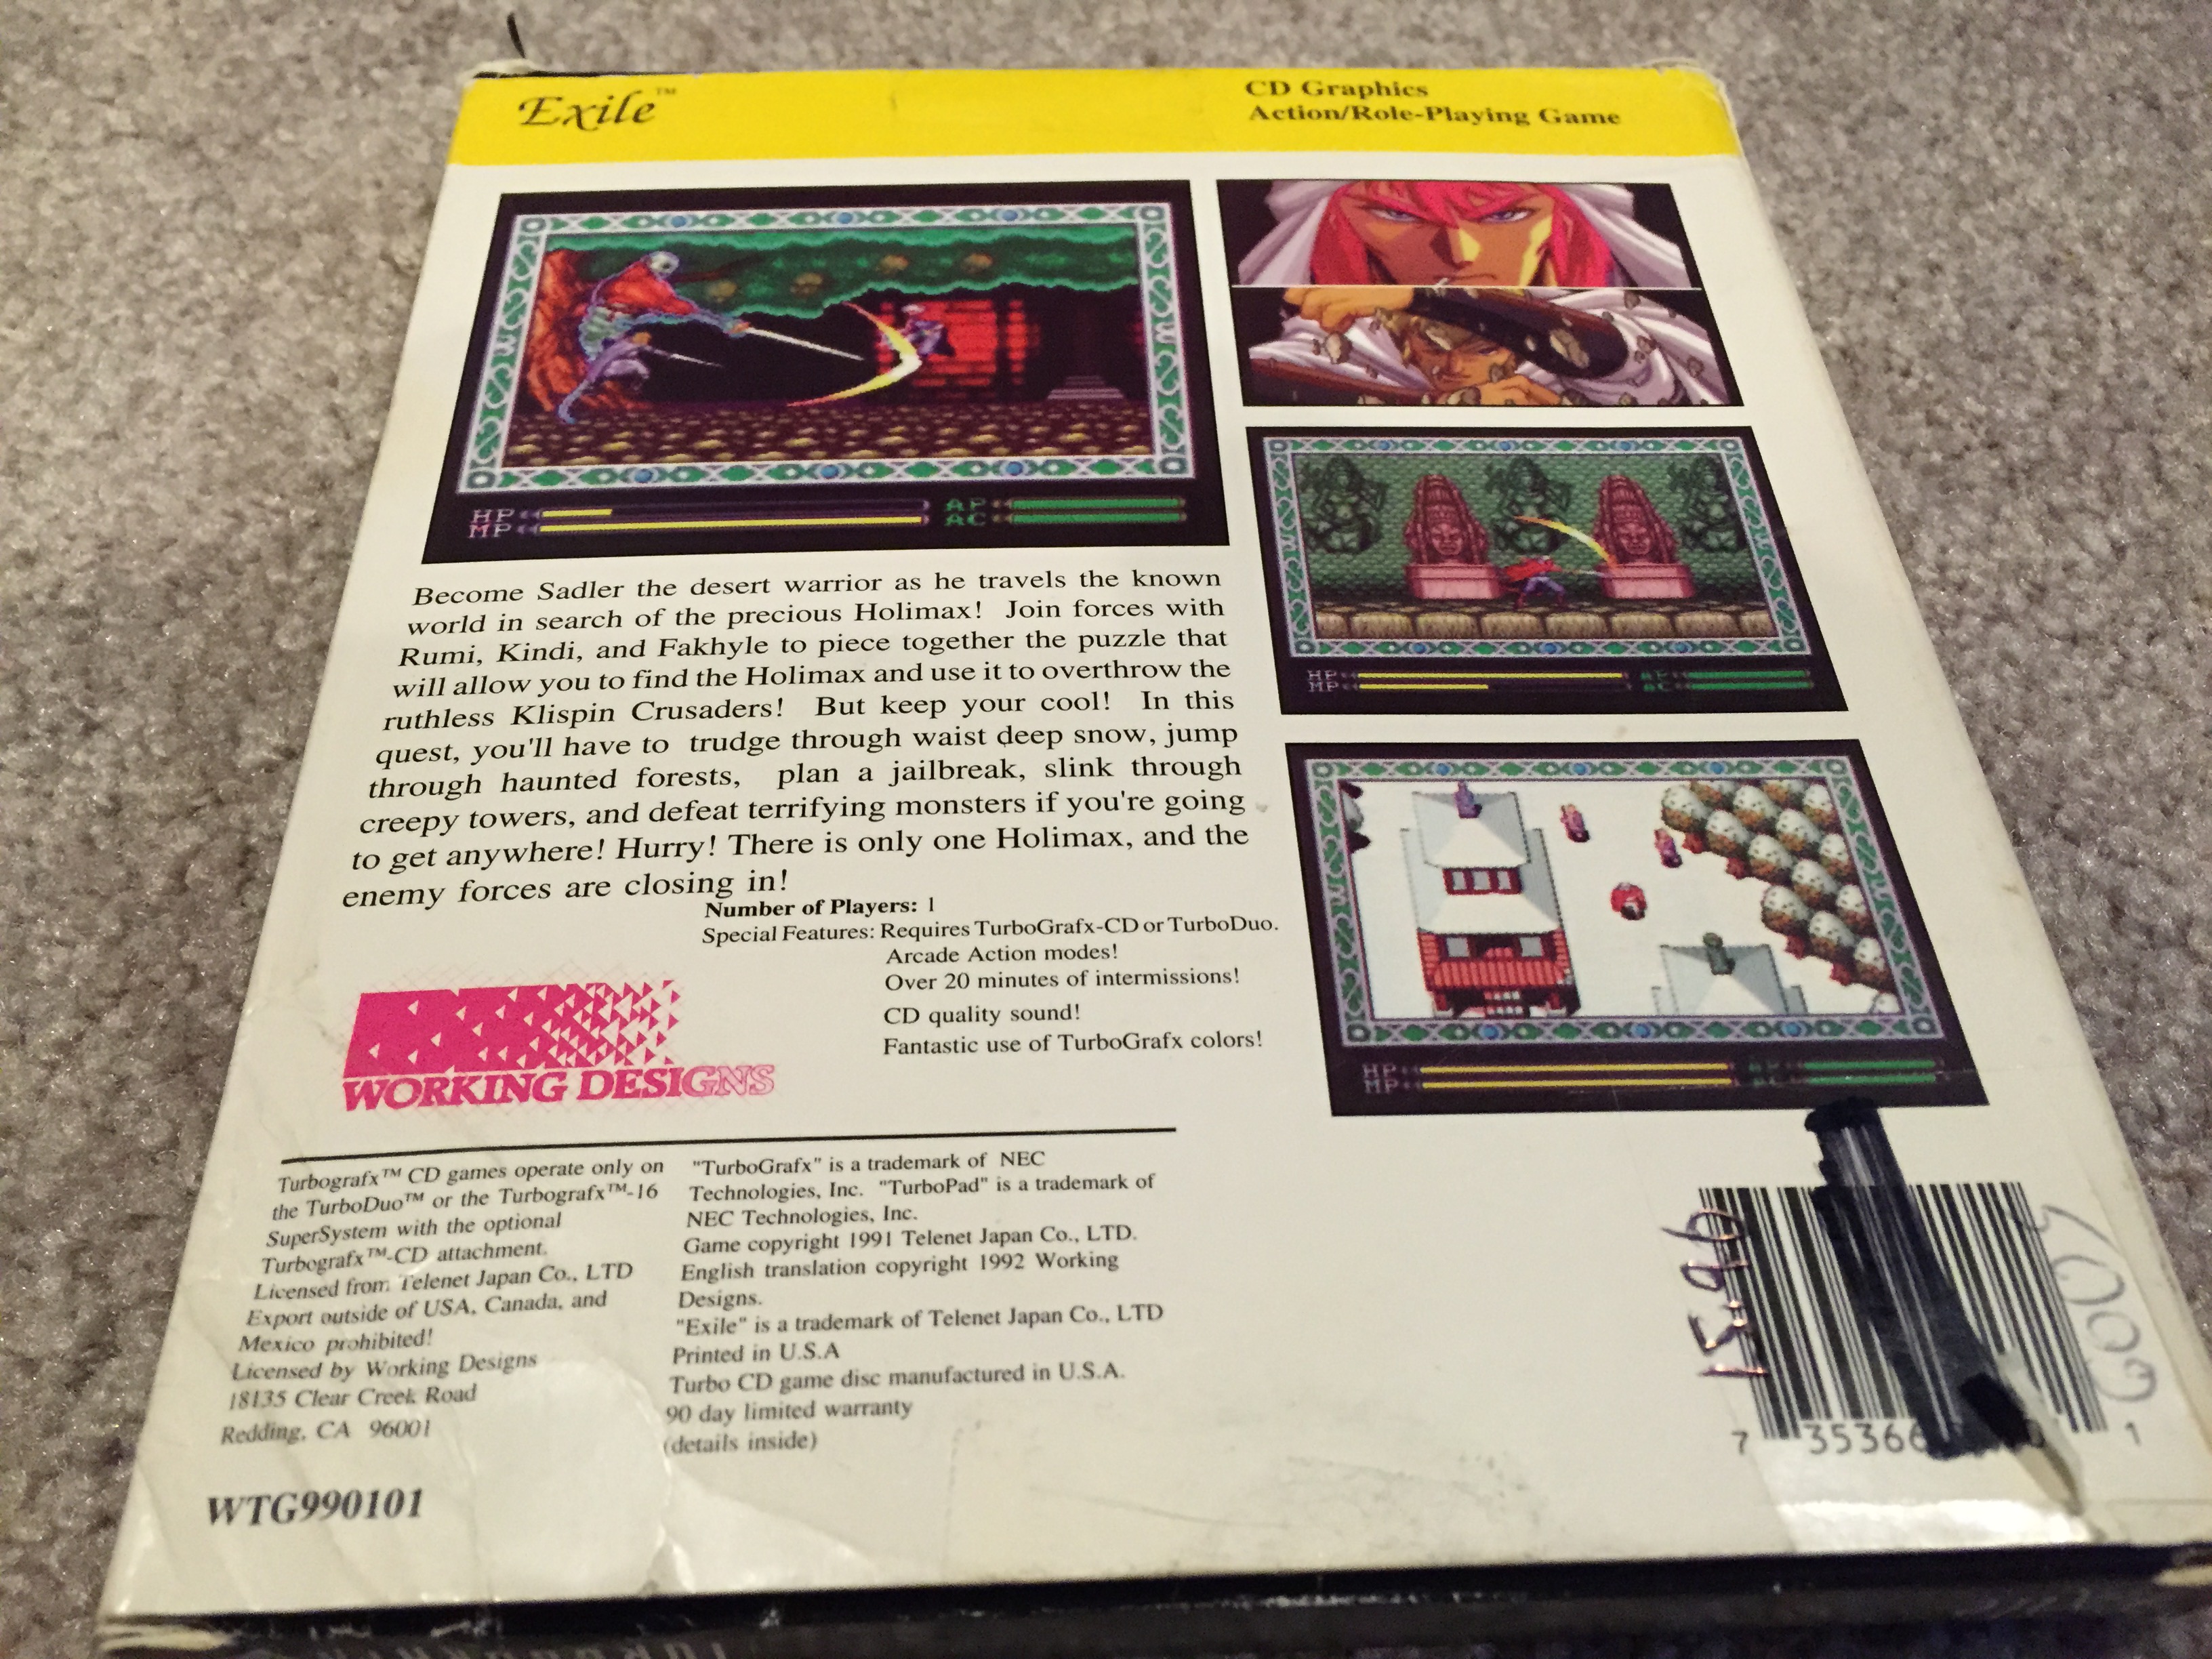 Exile™
CD Graphics
Action/Role-Playing Game
HP AP
MP AC
HP AP
MP AC
HP AP
MP
Become Sadler the desert warrior as he travels the known
world in search of the precious Holimax! Join forces with
Rumi, Kindi, and Fakhyle to piece together the puzzle that
will allow you to find the Holimax and use it to overthrow the
ruthless Klispin Crusaders! But keep your cool! In this
quest, you'll have to trudge through waist deep snow, jump
through haunted forests, plan a jailbreak, slink through
creepy towers, and defeat terrifying monsters if you're going
to get anywhere! Hurry! There is only one Holimax, and the
enemy forces are closing in!
Number of Players: 1
Special Features: Requires TurboGrafx-CD or TurboDuo.
Arcade Action modes!
Over 20 minutes of intermissions!
CD quality sound!
Fantastic use of TurboGrafx colors!
WORKING DESIGNS
Turbografx™ CD games operate only on
the TurboDuo™ or the Turbografx™-16
SuperSystem with the optional
Turbografx™-CD attachment.
Licensed from Telenet Japan Co., LTD
Export outside of USA, Canada, and
Mexico prohibited!
Licensed by Working Designs
18135 Clear Creek Road
Redding, CA 96001
"TurboGrafx" is a trademark of NEC
Technologies, Inc. "TurboPad" is a trademark of
NEC Technologies, Inc.
Game copyright 1991 Telenet Japan Co., LTD.
English translation copyright 1992 Working
Designs.
"Exile" is a trademark of Telenet Japan Co., LTD
Printed in U.S.A
Turbo CD game disc manufactured in U.S.A.
90 day limited warranty
(details inside)
WTG990101
15.96
7 35366 1